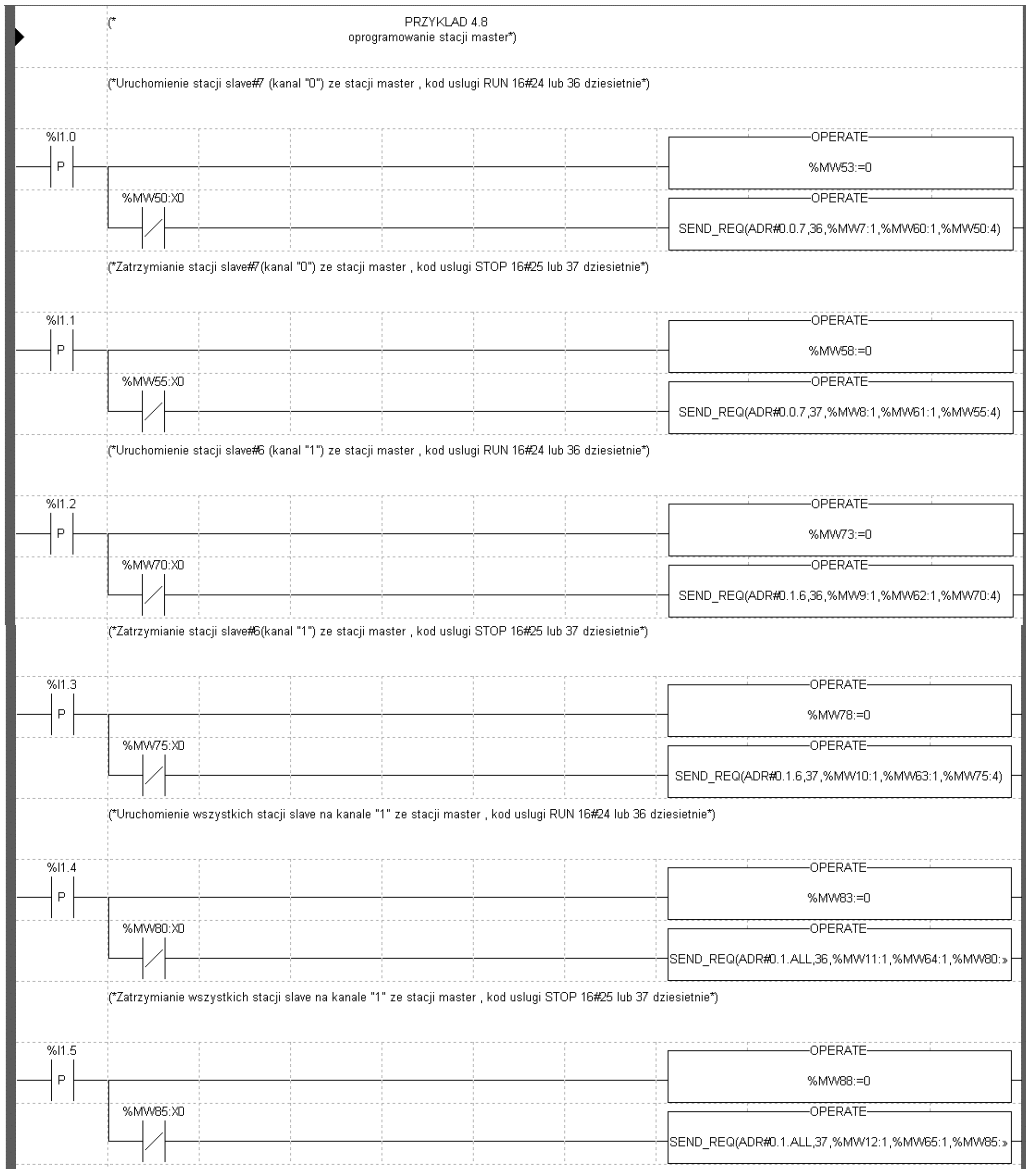 (* PRZYKLAD 4.8
oprogramowanie stacji master*)
(*Uruchomienie stacji slave#7 (kanal "0") ze stacji master , kod uslugi RUN 16#24 lub 36 dziesietnie*)
%I1.0
P
OPERATE
%MW53:=0
%MW50:X0
OPERATE
SEND_REQ(ADR#0.0.7,36,%MW7:1,%MW60:1,%MW50:4)
(*Zatrzymianie stacji slave#7(kanal "0") ze stacji master , kod uslugi STOP 16#25 lub 37 dziesietnie*)
%I1.1
P
OPERATE
%MW58:=0
%MW55:X0
OPERATE
SEND_REQ(ADR#0.0.7,37,%MW8:1,%MW61:1,%MW55:4)
(*Uruchomienie stacji slave#6 (kanal "1") ze stacji master , kod uslugi RUN 16#24 lub 36 dziesietnie*)
%I1.2
P
OPERATE
%MW73:=0
%MW70:X0
OPERATE
SEND_REQ(ADR#0.1.6,36,%MW9:1,%MW62:1,%MW70:4)
(*Zatrzymianie stacji slave#6(kanal "1") ze stacji master , kod uslugi STOP 16#25 lub 37 dziesietnie*)
%I1.3
P
OPERATE
%MW78:=0
%MW75:X0
OPERATE
SEND_REQ(ADR#0.1.6,37,%MW10:1,%MW63:1,%MW75:4)
(*Uruchomienie wszystkich stacji slave na kanale "1" ze stacji master , kod uslugi RUN 16#24 lub 36 dziesietnie*)
%I1.4
P
OPERATE
%MW83:=0
%MW80:X0
OPERATE
SEND_REQ(ADR#0.1.ALL,36,%MW11:1,%MW64:1,%MW80:»
(*Zatrzymianie wszystkich stacji slave na kanale "1" ze stacji master , kod uslugi STOP 16#25 lub 37 dziesietnie*)
%I1.5
P
OPERATE
%MW88:=0
%MW85:X0
OPERATE
SEND_REQ(ADR#0.1.ALL,37,%MW12:1,%MW65:1,%MW85:»